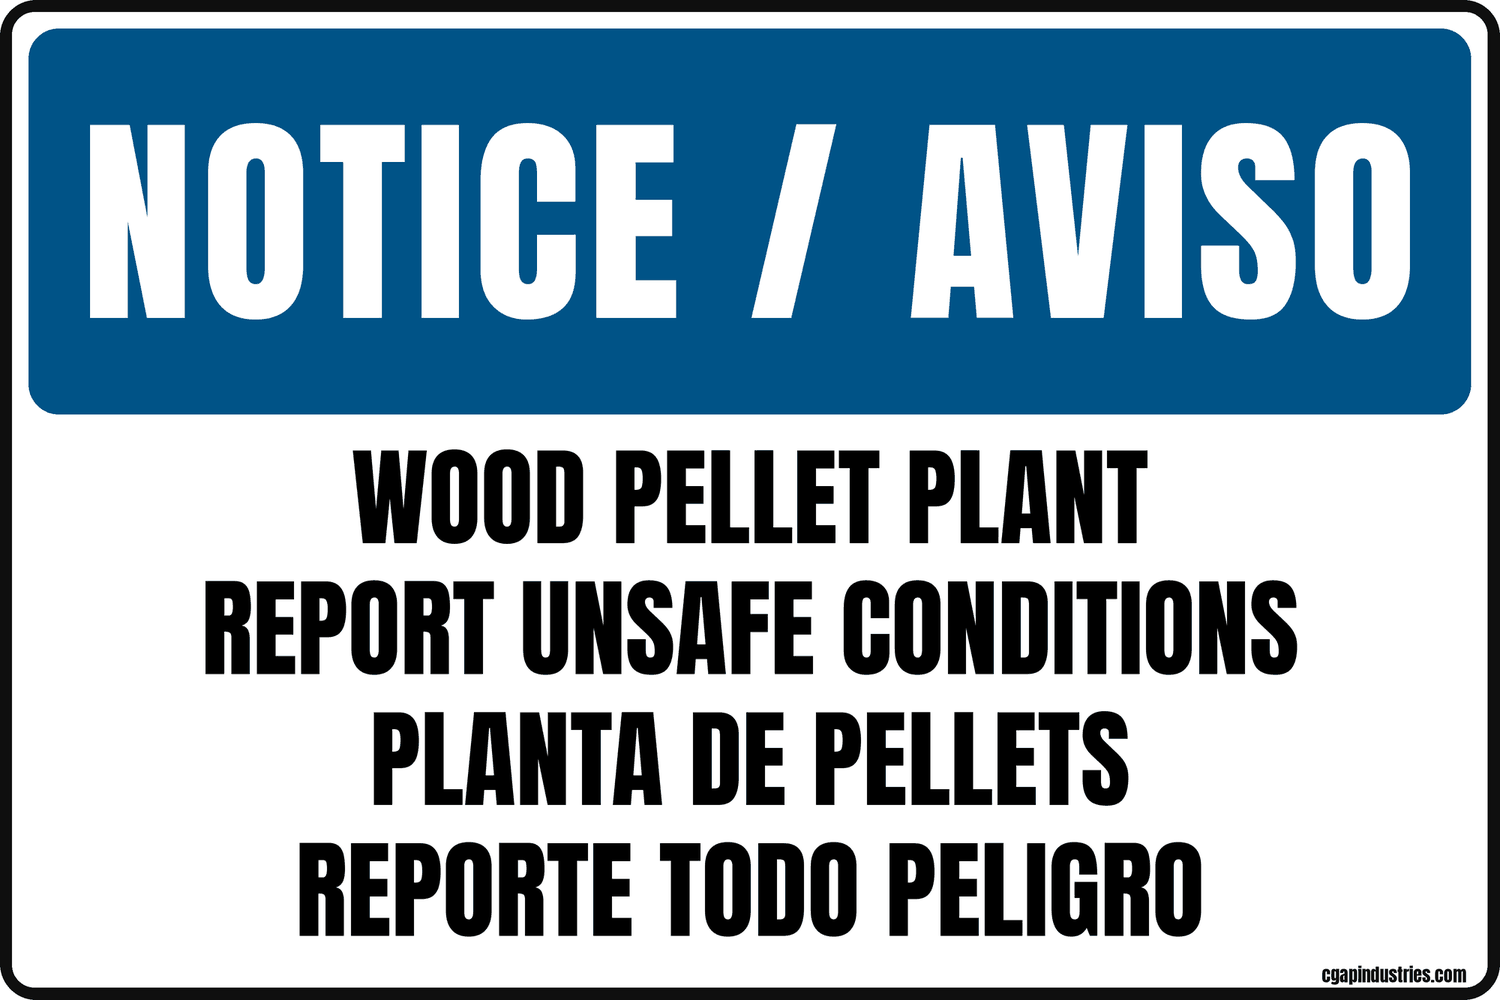 NOTICE / AVISO
WOOD PELLET PLANT
REPORT UNSAFE CONDITIONS
PLANTA DE PELLETS
REPORTE TODO PELIGRO
cgapindustries.com